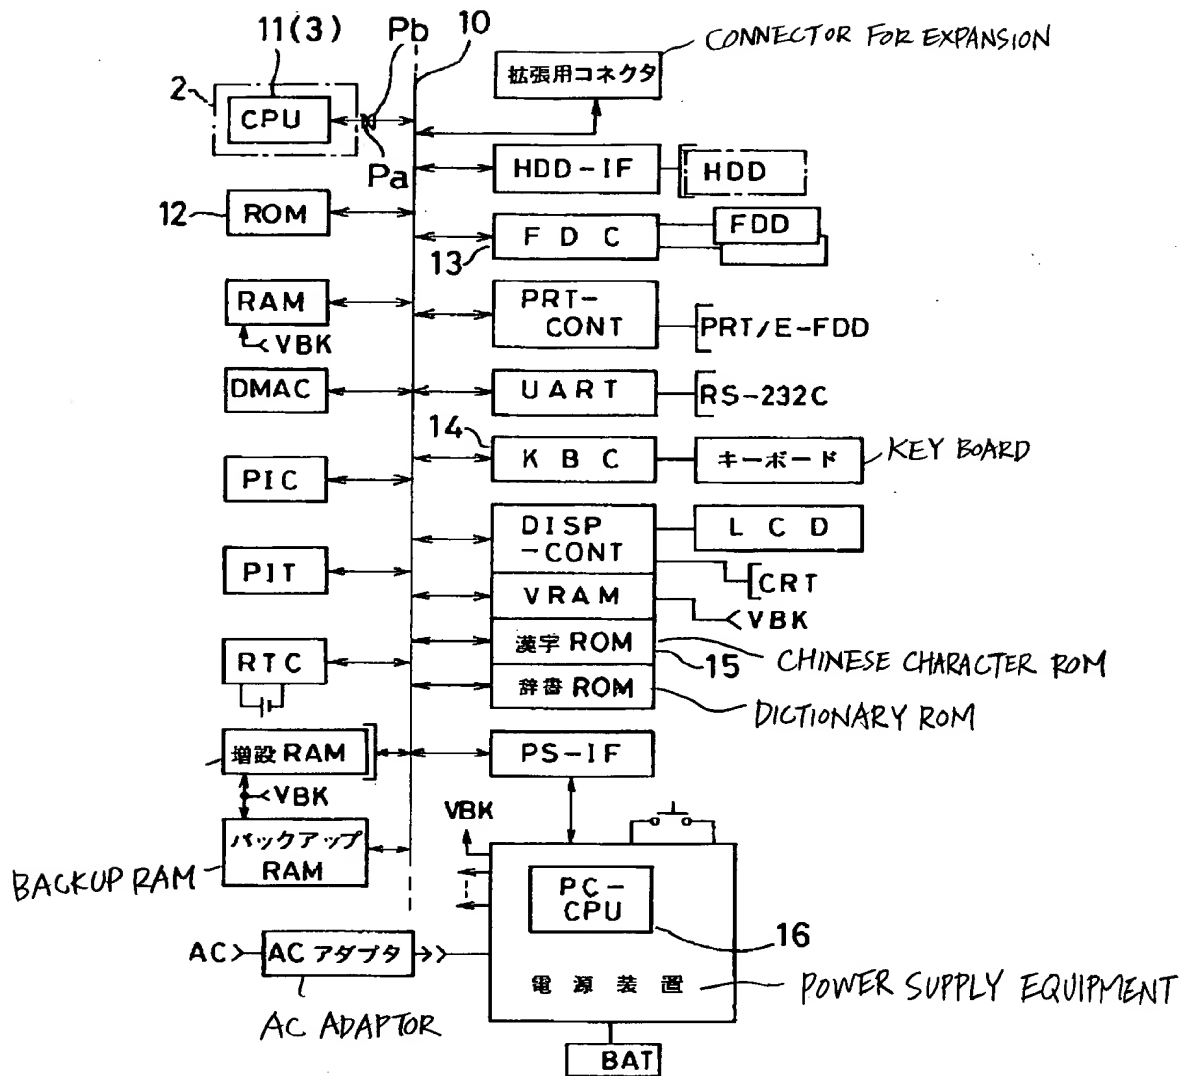 11(3)
Pb
10
CONNECTOR FOR EXPANSION
拡張用コネクタ
2
CPU
Pa
HDD-IF
HDD
12
ROM
FDC
FDD
13
RAM
VBK
PRT-
CONT
PRT/E-FDD
DMAC
UART
RS-232C
14
KBC
キーボード
KEY BOARD
PIC
DISP
-CONT
LCD
CRT
PIT
VRAM
VBK
漢字 ROM
15
CHINESE CHARACTER ROM
RTC
辞書 ROM
DICTIONARY ROM
増設 RAM
PS-IF
VBK
VBK
バックアップ
RAM
BACKUP RAM
PC-
CPU
16
AC
AC アダプタ
AC ADAPTOR
電源装置
POWER SUPPLY EQUIPMENT
BAT